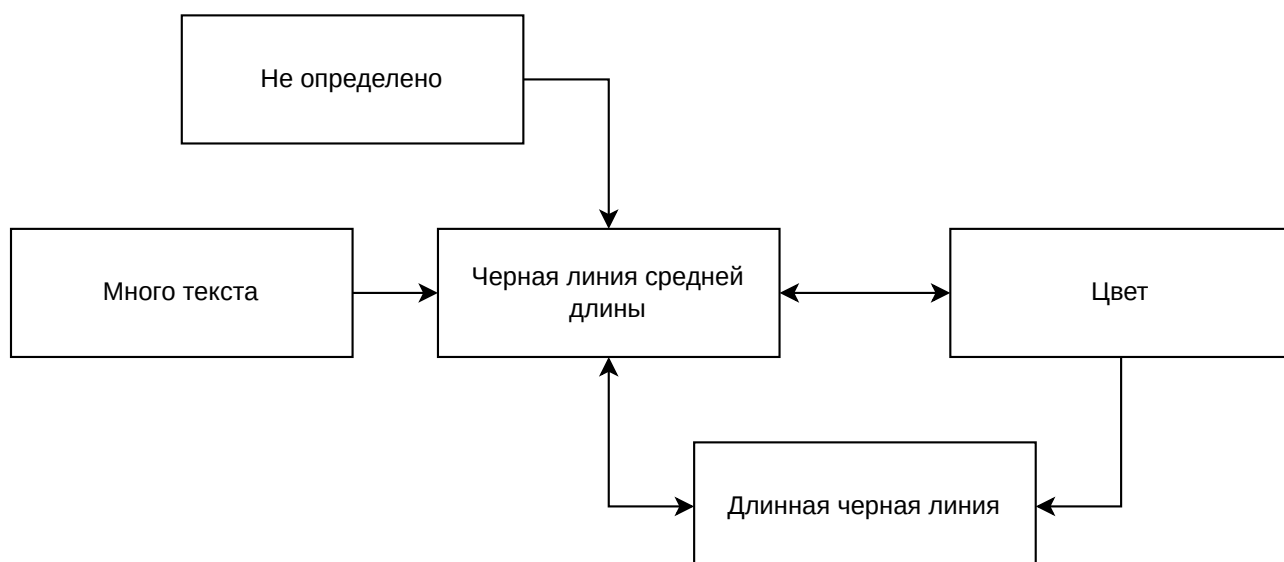 Не определено
Много текста
Черная линия средней
длины
Цвет
Длинная черная линия